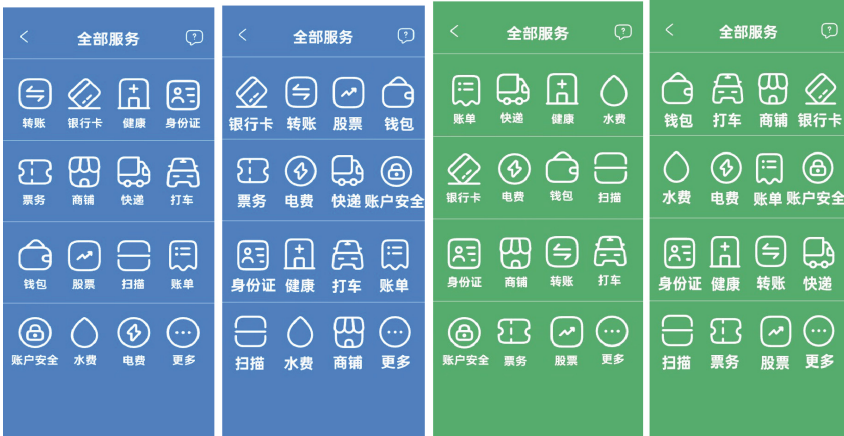 全部服务
转账 银行卡 健康 身份证
票务 商铺 快递 打车
钱包 股票 扫描 账单
账户安全 水费 电费 更多
全部服务
银行卡 转账 股票 钱包
票务 电费 快递 账户安全
身份证 健康 打车 账单
扫描 水费 商铺 更多
全部服务
账单 快递 健康 水费
银行卡 电费 钱包 扫描
身份证 商铺 转账 打车
账户安全 票务 股票 更多
全部服务
钱包 打车 商铺 银行卡
水费 电费 账单 账户安全
身份证 健康 转账 快递
扫描 票务 股票 更多